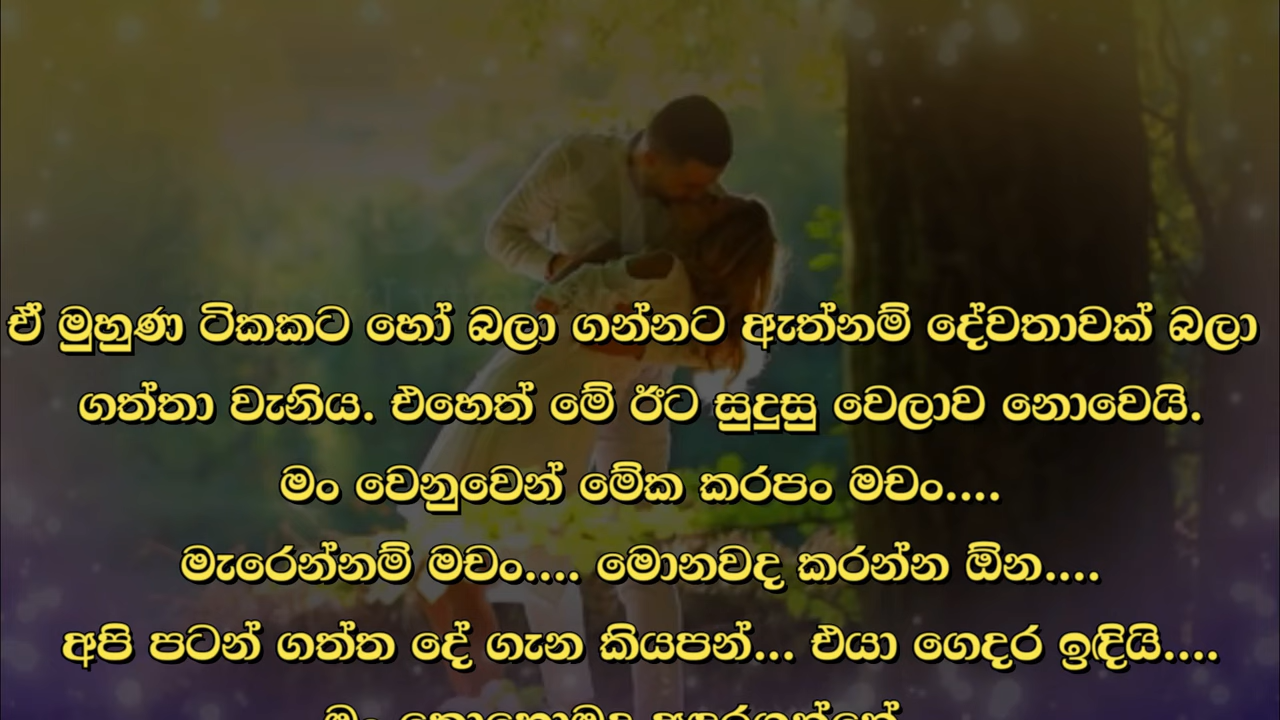 ඒ මුහුණ ටිකකට හෝ බලා ගන්නට ඇත්නම් දේවතාවක් බලා
ගත්තා වැනිය. එහෙත් මේ ඊට සුදුසු වෙලාව නොවෙයි.
මං වෙනුවෙන් මේක කරපං මචං....
මැරෙන්නම් මචං.... මොනවද කරන්න ඕන....
අපි පටන් ගත්ත දේ ගැන කියපන්... එයා ගෙදර ඉඳියි....
මං